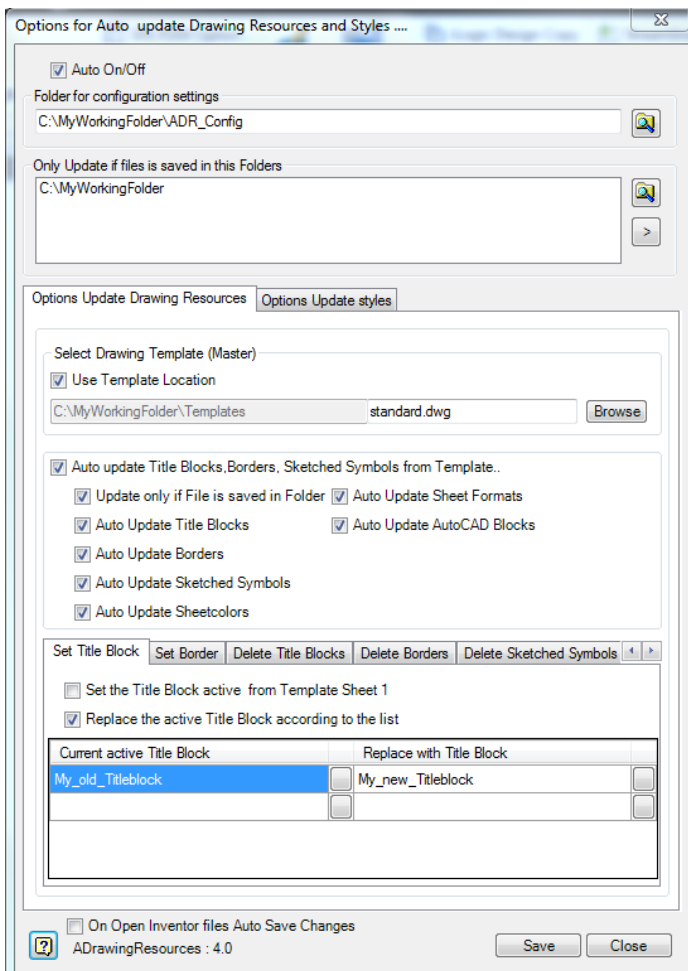 Options for Auto update Drawing Resources and Styles ....
Auto On/Off
Folder for configuration settings
C:\MyWorkingFolder\ADR_Config
Only Update if files is saved in this Folders
C:\MyWorkingFolder
>
Options Update Drawing Resources Options Update styles
Select Drawing Template (Master)
Use Template Location
C:\MyWorkingFolder\Templates standard.dwg Browse
Auto update Title Blocks,Borders, Sketched Symbols from Template..
Update only if File is saved in Folder Auto Update Sheet Formats
Auto Update Title Blocks Auto Update AutoCAD Blocks
Auto Update Borders
Auto Update Sketched Symbols
Auto Update Sheetcolors
Set Title Block Set Border Delete Title Blocks Delete Borders Delete Sketched Symbols
Set the Title Block active from Template Sheet 1
Replace the active Title Block according to the list
Current active Title Block Replace with Title Block
My_old_Titleblock My_new_Titleblock
On Open Inventor files Auto Save Changes
ADrawingResources : 4.0 Save Close